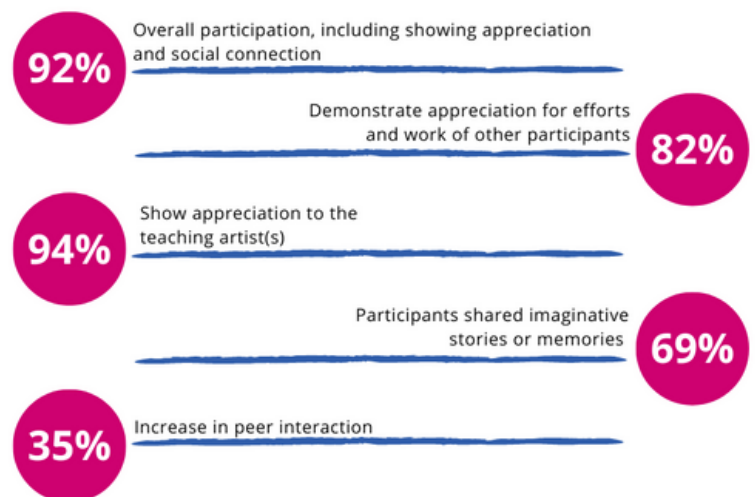 92%
Overall participation, including showing appreciation
and social connection
Demonstrate appreciation for efforts
and work of other participants
82%
94%
Show appreciation to the
teaching artist(s)
Participants shared imaginative
stories or memories
69%
35%
Increase in peer interaction